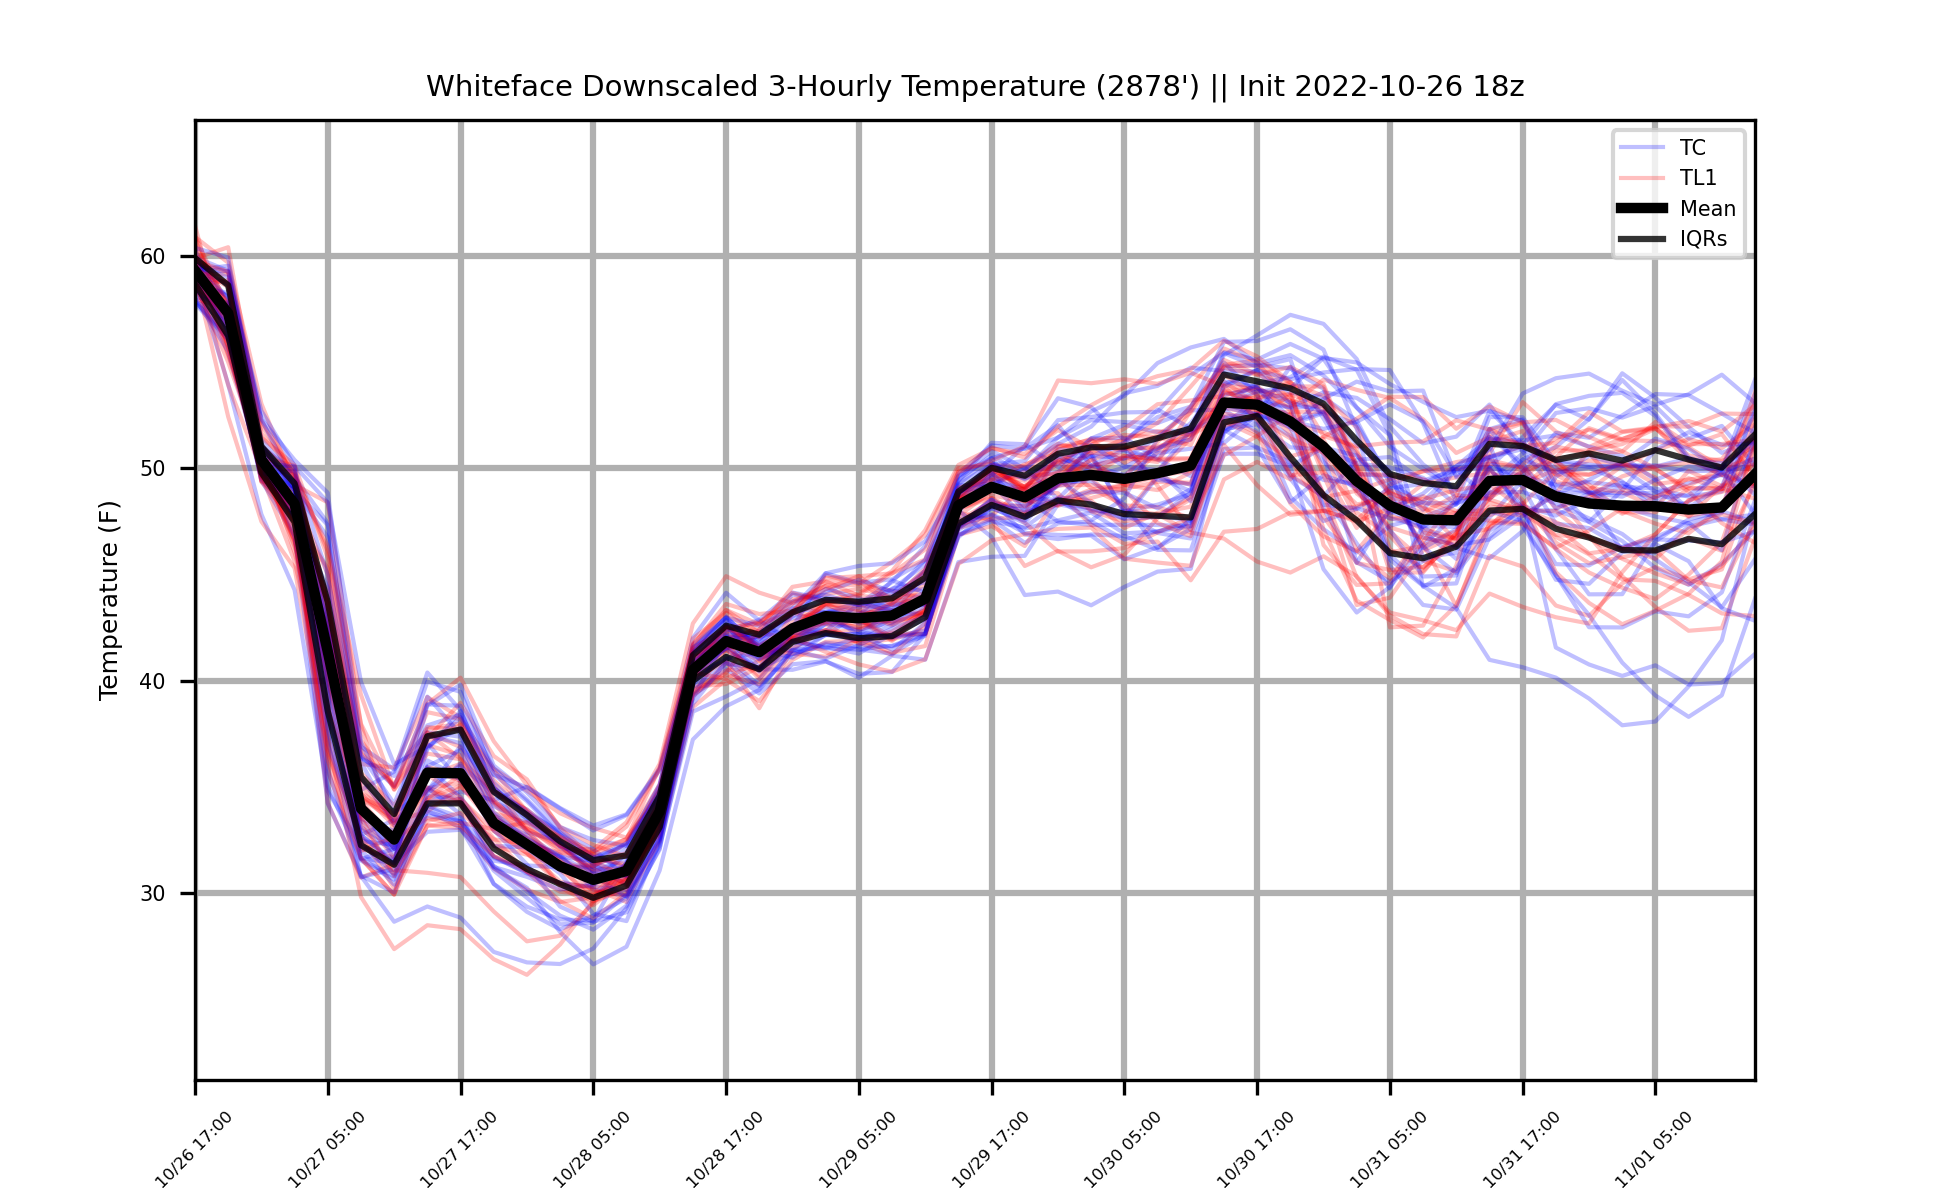 Whiteface Downscaled 3-Hourly Temperature (2878') || Init 2022-10-26 18z
TC
TL1
Mean
IQRs
Temperature (F)
60
50
40
30
10/26 17:00
10/27 05:00
10/27 17:00
10/28 05:00
10/28 17:00
10/29 05:00
10/29 17:00
10/30 05:00
10/30 17:00
10/31 05:00
10/31 17:00
11/01 05:00